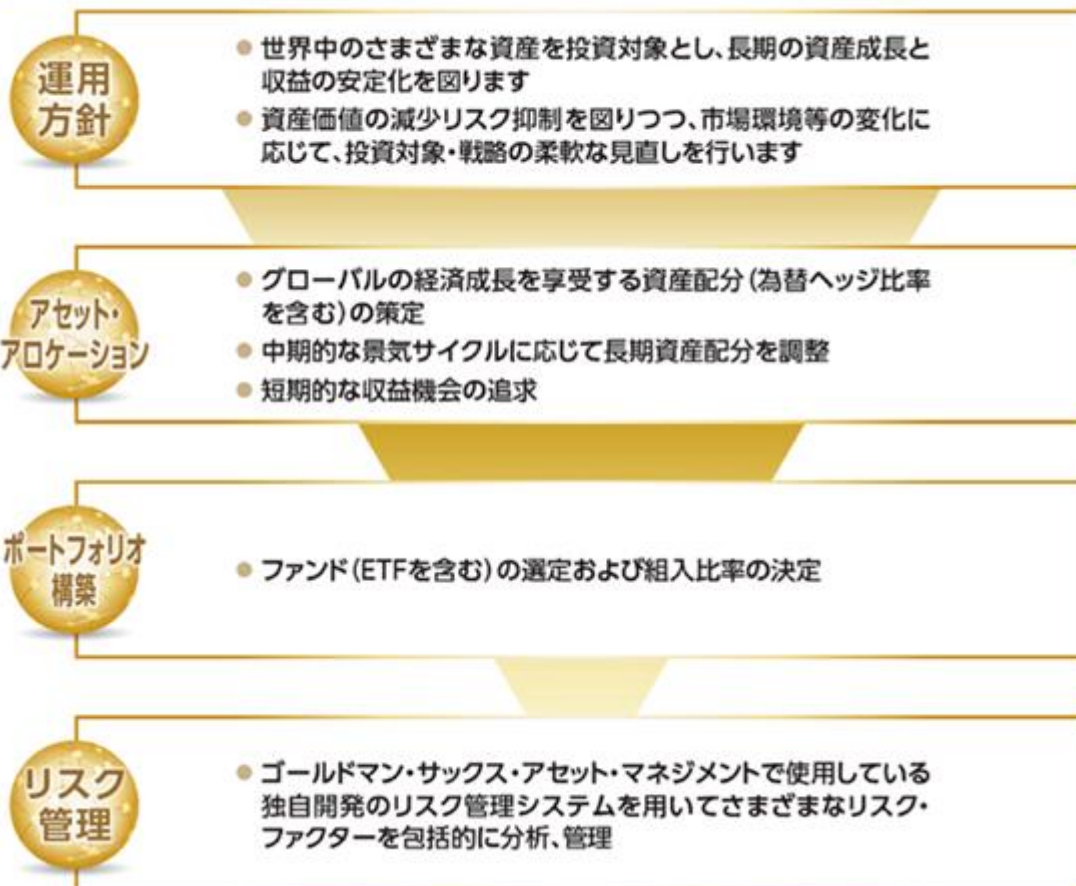 運用
方針
● 世界中のさまざまな資産を投資対象とし、長期の資産成長と
収益の安定化を図ります
● 資産価値の減少リスク抑制を図りつつ、市場環境等の変化に
応じて、投資対象・戦略の柔軟な見直しを行います
アセット・
アロケーション
● グローバルの経済成長を享受する資産配分(為替ヘッジ比率
を含む)の策定
● 中期的な景気サイクルに応じて長期資産配分を調整
● 短期的な収益機会の追求
ポートフォリオ
構築
● ファンド(ETFを含む)の選定および組入比率の決定
リスク
管理
● ゴールドマン・サックス・アセット・マネジメントで使用している
独自開発のリスク管理システムを用いてさまざまなリスク・
ファクターを包括的に分析、管理